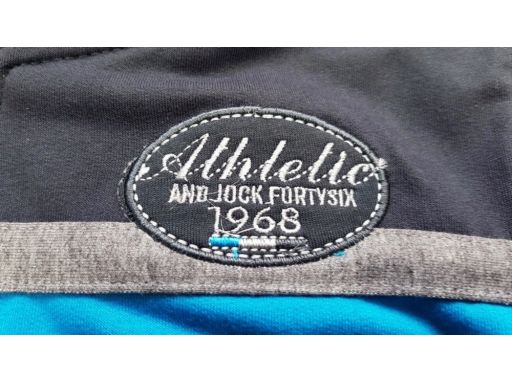 Athletic
AND JOCK FORTYSIX
1968